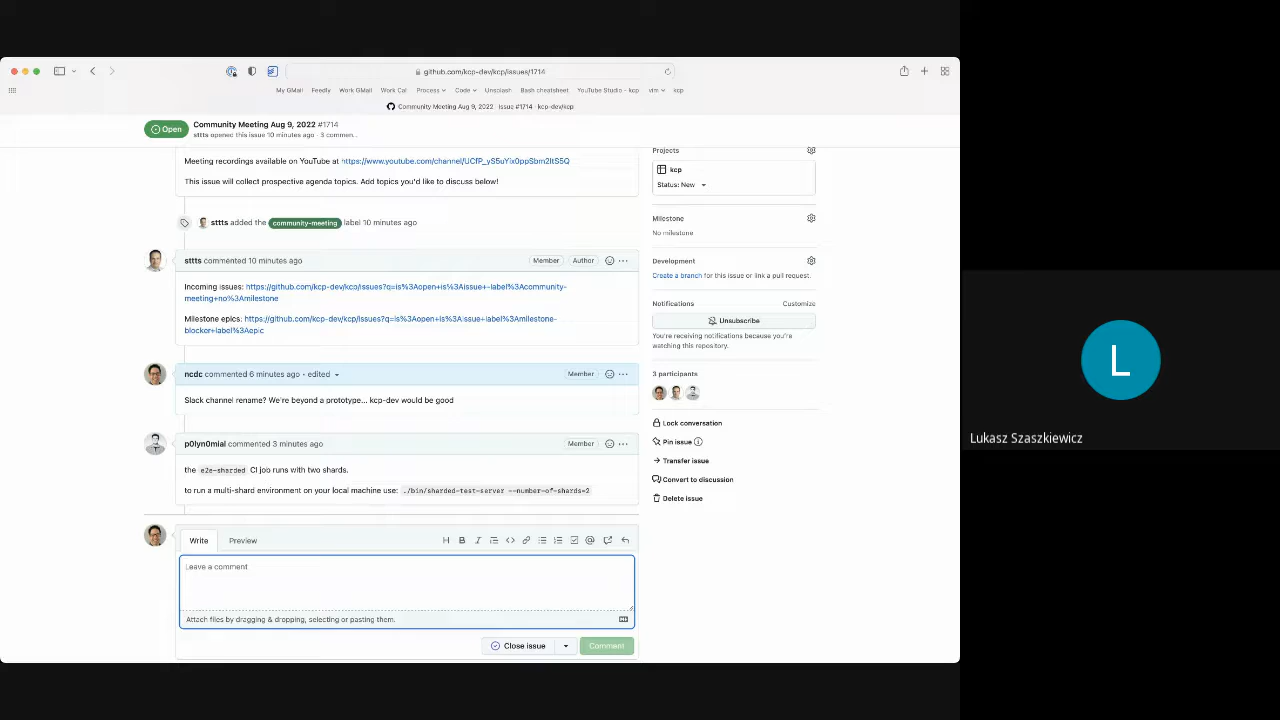 github.com/kcp-dev/kcp/issues/1714
My GMail Feedly Work GMail Work Cal Process Code Unsplash Bash cheatsheet YouTube Studio - kcp vim kcp
Community Meeting Aug 9, 2022 · Issue #1714 · kcp-dev/kcp
Open
Community Meeting Aug 9, 2022 #1714
sttts opened this issue 10 minutes ago · 3 commen...
Meeting recordings available on YouTube at https://www.youtube.com/channel/UCfP_yS5uYix0ppSbm2ltS5Q
This issue will collect prospective agenda topics. Add topics you'd like to discuss below!
sttts added the community-meeting label 10 minutes ago
sttts commented 10 minutes ago Member Author
Incoming issues: https://github.com/kcp-dev/kcp/issues?q=is%3Aopen+is%3Aissue+-label%3Acommunity-
meeting+no%3Amilestone
Milestone epics: https://github.com/kcp-dev/kcp/issues?q=is%3Aopen+is%3Aissue+label%3Amilestone-
blocker+label%3Aepic
ncdc commented 6 minutes ago · edited Member
Slack channel rename? We're beyond a prototype... kcp-dev would be good
p0lyn0mial commented 3 minutes ago Member
the e2e-sharded CI job runs with two shards.
to run a multi-shard environment on your local machine use: ./bin/sharded-test-server --number-of-shards=2
Write Preview
Leave a comment
Attach files by dragging & dropping, selecting or pasting them.
Close issue Comment
Projects
kcp
Status: New
Milestone
No milestone
Development
Create a branch for this issue or link a pull request.
Notifications Customize
Unsubscribe
You're receiving notifications because you're
watching this repository.
3 participants
Lock conversation
Pin issue
Transfer issue
Convert to discussion
Delete issue
L
Lukasz Szaszkiewicz